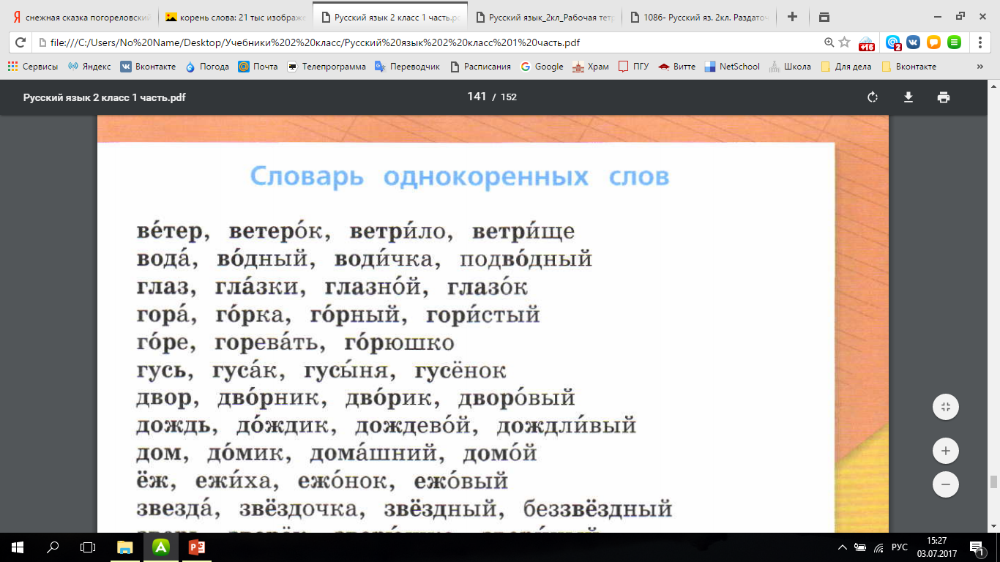 снежная сказка погореловский
корень слова: 21 тыс изображе
Русский язык 2 класс 1 часть.pd
Русский язык_2кл_Рабочая тетр
1086- Русский яз. 2кл. Раздаточ
file:///C:/Users/No%20Name/Desktop/Учебники%202%20класс/Русский%20язык%202%20класс%201%20часть.pdf
+16 2
Сервисы Яндекс Вконтакте Погода Почта Телепрограмма Переводчик Расписания Google Храм ПГУ Витте NetSchool Школа Для дела Вконтакте »
Русский язык 2 класс 1 часть.pdf 141 / 152
Словарь однокоренных слов
ве́тер, ветеро́к, ветри́ло, ветри́ще
вода́, во́дный, води́чка, подво́дный
глаз, гла́зки, глазно́й, глазо́к
гора́, го́рка, го́рный, гори́стый
го́ре, горева́ть, го́рюшко
гусь, гуса́к, гусы́ня, гусёнок
двор, дво́рник, дво́рик, дворо́вый
дождь, до́ждик, дождево́й, дождли́вый
дом, до́мик, дома́шний, домо́й
ёж, ежи́ха, ежо́нок, ежо́вый
звезда́, звёздочка, звёздный, беззвёздный
РУС
15:27
03.07.2017
1